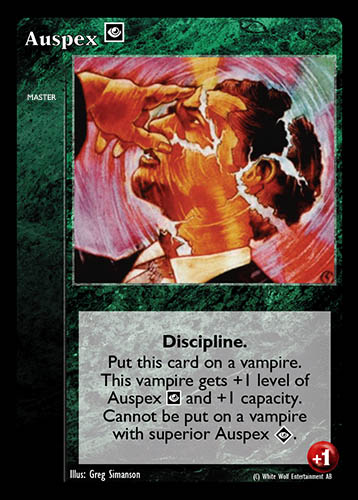 Auspex
MASTER
Discipline.
Put this card on a vampire.
This vampire gets +1 level of
Auspex and +1 capacity.
Cannot be put on a vampire
with superior Auspex .
+1
Illus: Greg Simanson
(C) White Wolf Entertainment AB